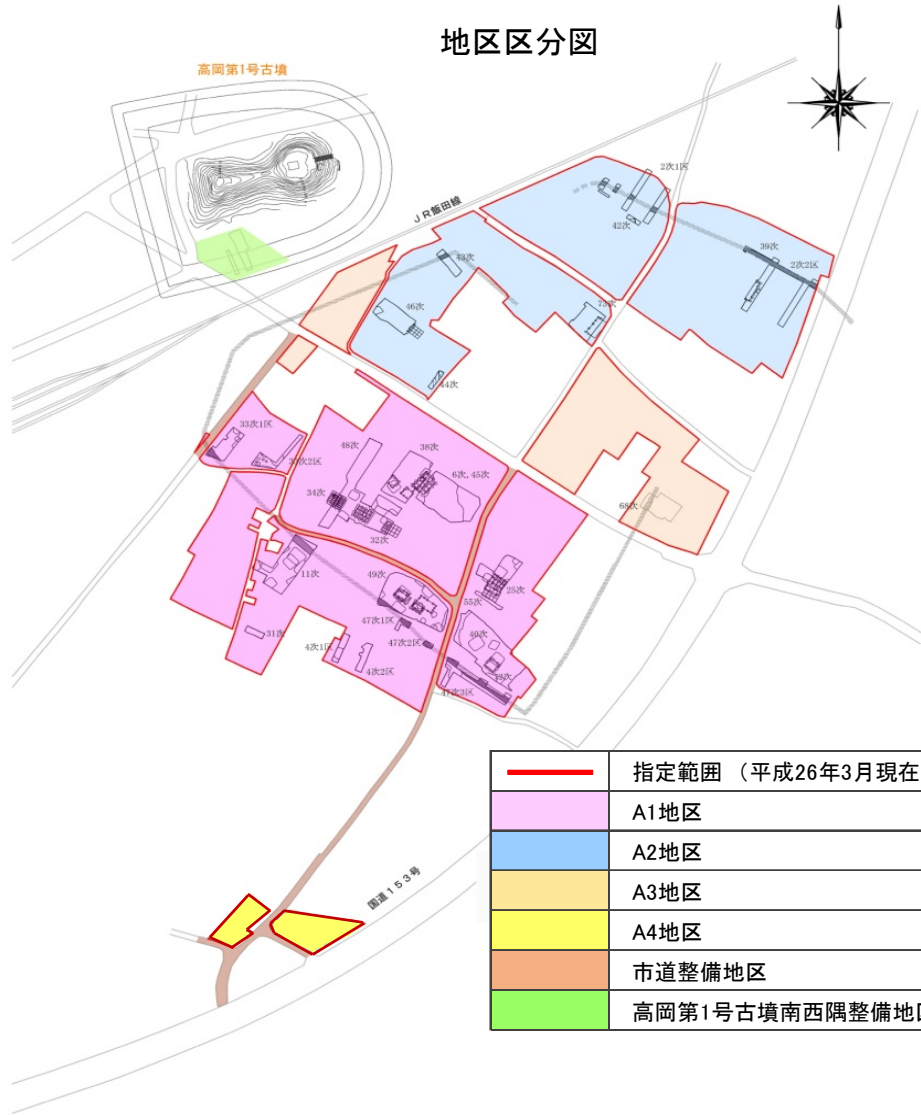 地区区分図
高岡第1号古墳
JR飯田線
2次1区
42次
39次
2次2区
43次
46次
73次
44次
33次1区
33次2区
48次
38次
6次,45次
34次
32次
68次
11次
49次
25次
55次
47次1区
40次
31次
4次1区
47次2区
4次2区
47次3区
国道153号
指定範囲 （平成26年3月現在
A1地区
A2地区
A3地区
A4地区
市道整備地区
高岡第1号古墳南西隅整備地区